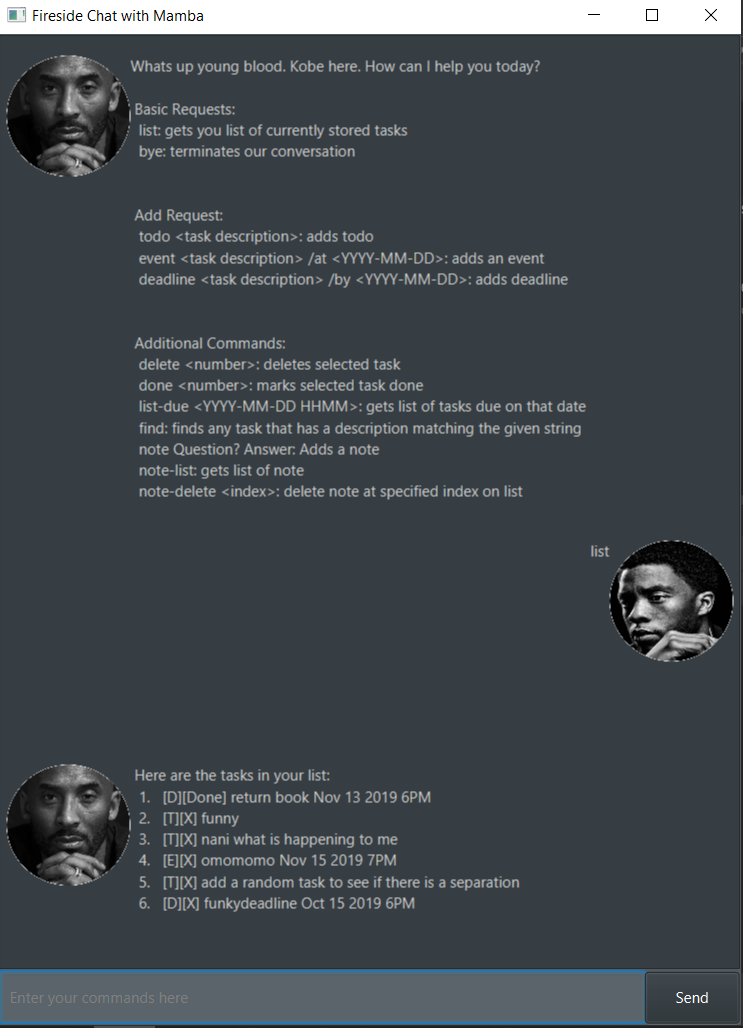 Fireside Chat with Mamba
Whats up young blood. Kobe here. How can I help you today?
Basic Requests:
list: gets you list of currently stored tasks
bye: terminates our conversation
Add Request:
todo <task description>: adds todo
event <task description> /at <YYYY-MM-DD>: adds an event
deadline <task description> /by <YYYY-MM-DD>: adds deadline
Additional Commands:
delete <number>: deletes selected task
done <number>: marks selected task done
list-due <YYYY-MM-DD HHMM>: gets list of tasks due on that date
find: finds any task that has a description matching the given string
note Question? Answer: Adds a note
note-list: gets list of note
note-delete <index>: delete note at specified index on list
list
Here are the tasks in your list:
1. [D][Done] return book Nov 13 2019 6PM
2. [T][X] funny
3. [T][X] nani what is happening to me
4. [E][X] omomomo Nov 15 2019 7PM
5. [T][X] add a random task to see if there is a separation
6. [D][X] funkydeadline Oct 15 2019 6PM
Enter your commands here
Send